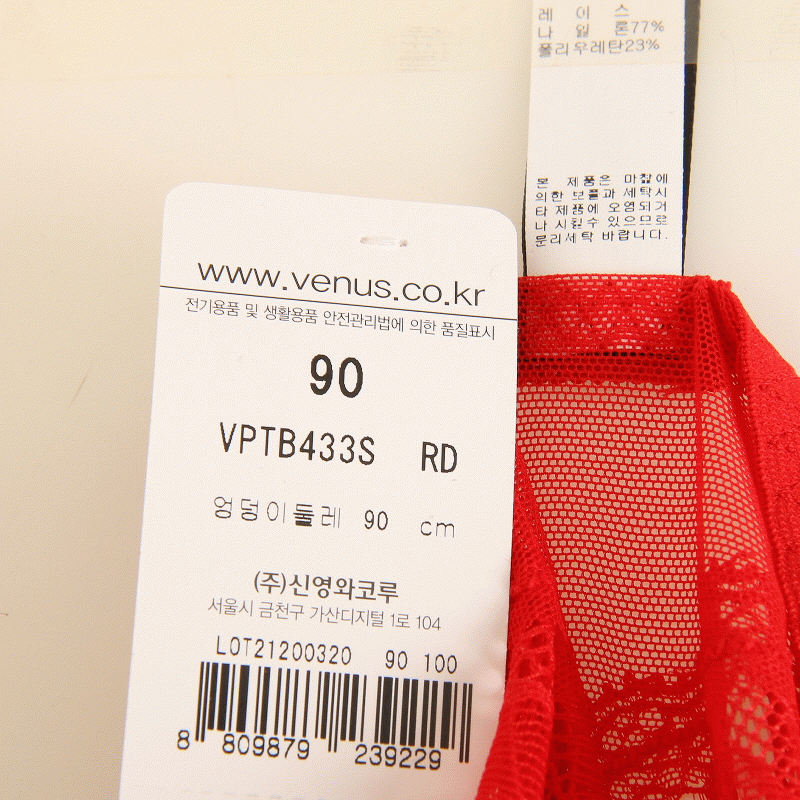 레 이 스
나 일 론77%
폴리우레탄23%
본 제품은 마찰에
의한 보풀과 세탁시
타 제품에 오염되거
나 시킬수 있으므로
분리세탁 바랍니다.
www.venus.co.kr
전기용품 및 생활용품 안전관리법에 의한 품질표시
90
VPTB433S RD
엉덩이둘레 90 cm
(주)신영와코루
서울시 금천구 가산디지털 1로 104
LOT21200320 90 100
8 809879 239229